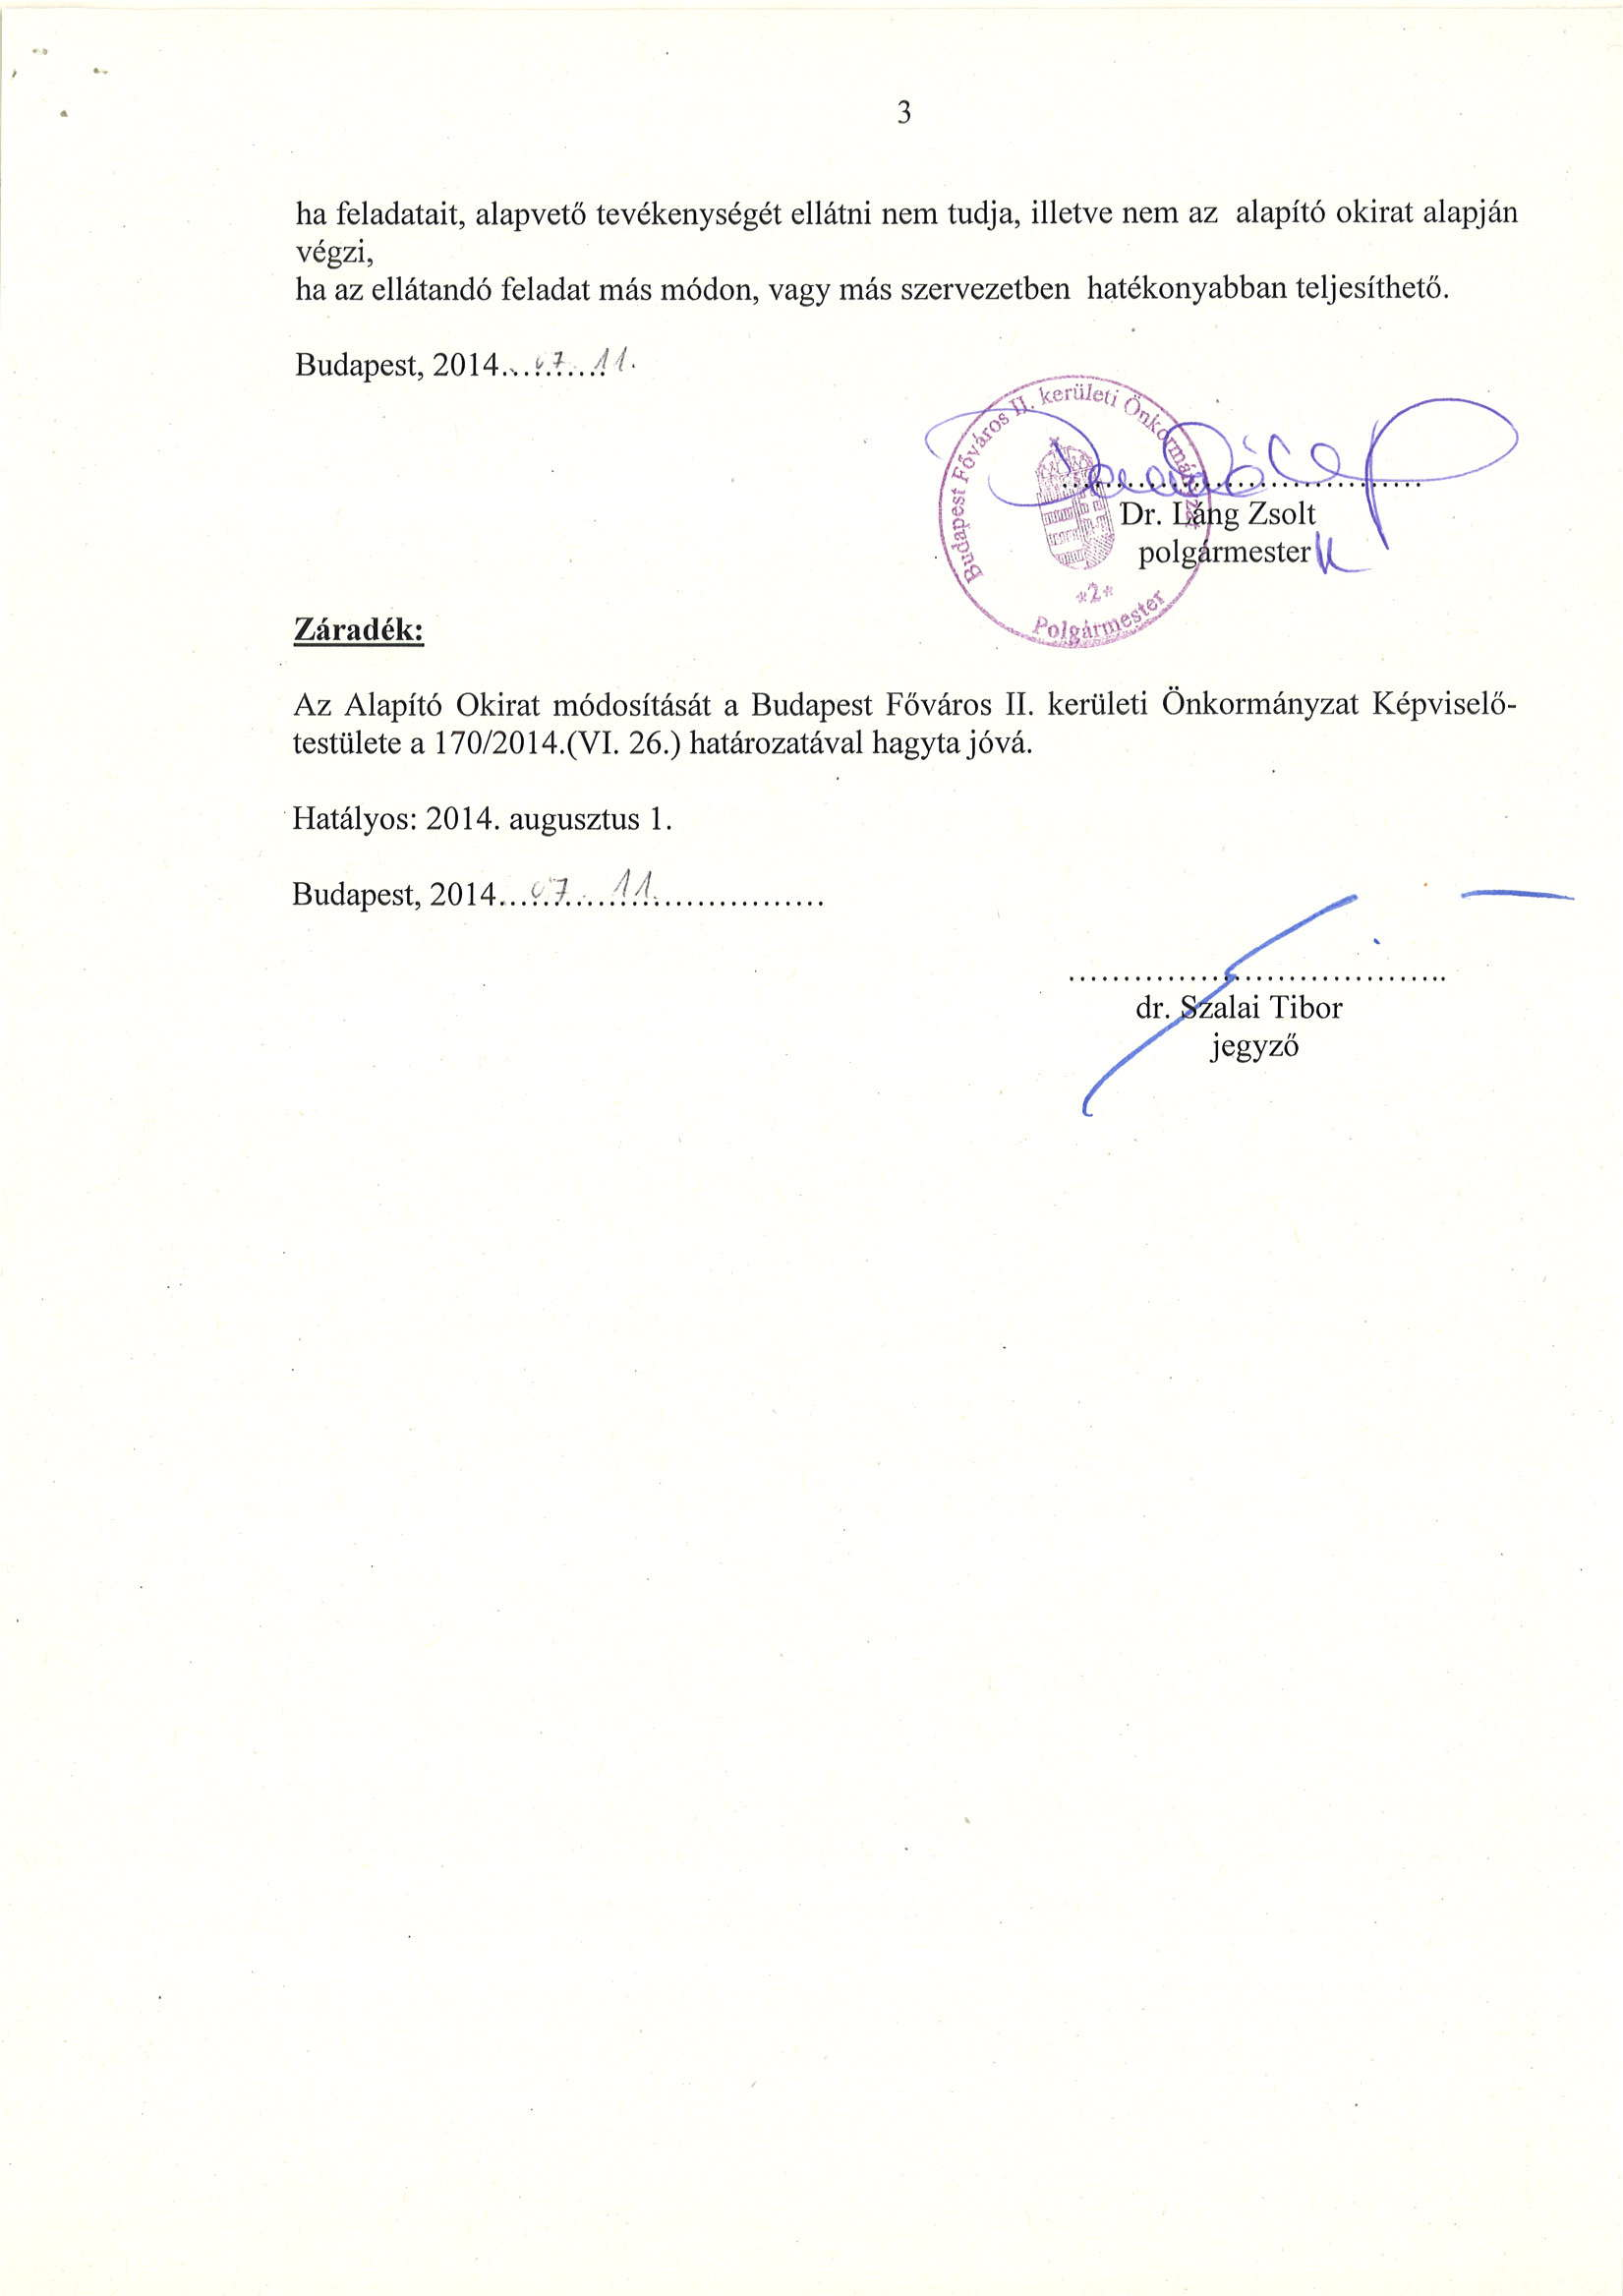 3
ha feladatait, alapvető tevékenységét ellátni nem tudja, illetve nem az alapító okirat alapján
végzi,
ha az ellátandó feladat más módon, vagy más szervezetben hatékonyabban teljesíthető.
Budapest, 2014.........07. 11.
Budapest Főváros II. kerületi Önkormányzat
*2*
Polgármester
Dr. Láng Zsolt
polgármester
Záradék:
Az Alapító Okirat módosítását a Budapest Főváros II. kerületi Önkormányzat Képviselő-
testülete a 170/2014.(VI. 26.) határozatával hagyta jóvá.
Hatályos: 2014. augusztus 1.
Budapest, 2014....07....11..................
dr. Szalai Tibor
jegyző